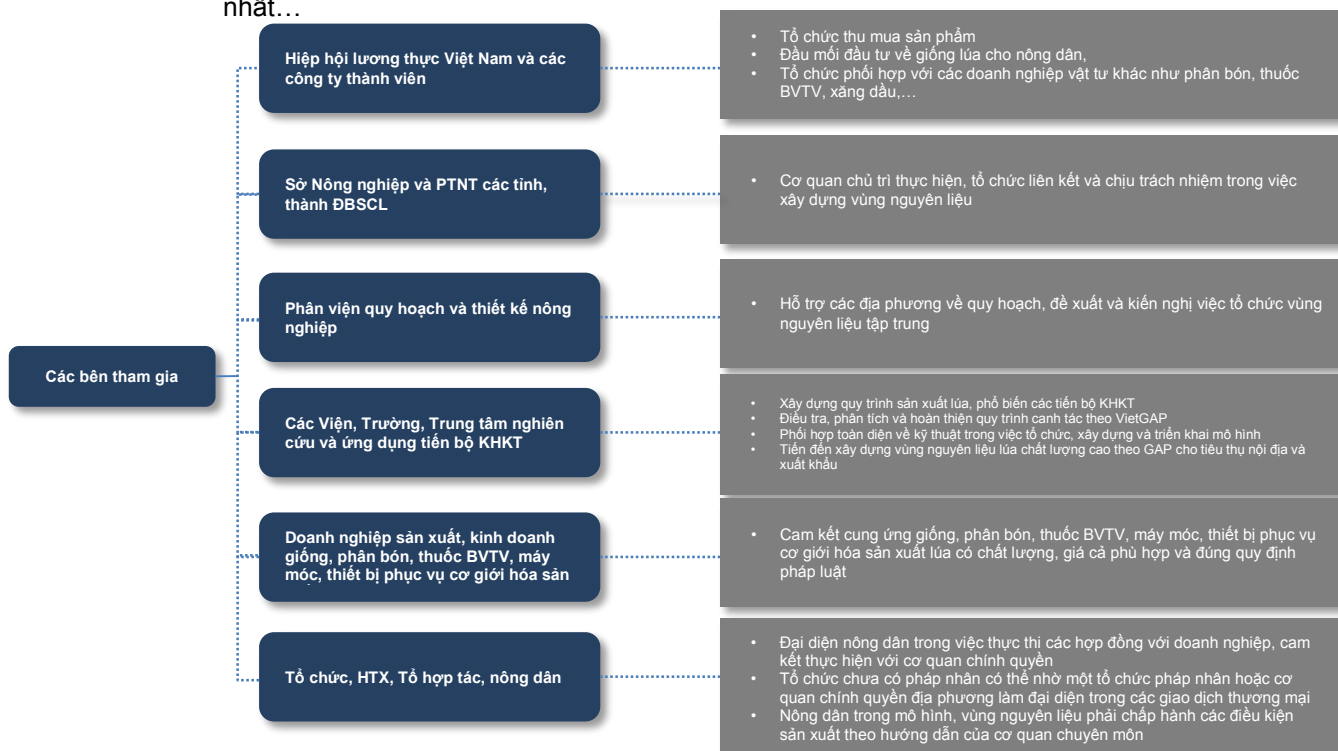 nhất…
Hiệp hội lương thực Việt Nam và các
công ty thành viên
• Tổ chức thu mua sản phẩm
• Đầu mối đầu tư về giống lúa cho nông dân,
• Tổ chức phối hợp với các doanh nghiệp vật tư khác như phân bón, thuốc
BVTV, xăng dầu,…
Sở Nông nghiệp và PTNT các tỉnh,
thành ĐBSCL
• Cơ quan chủ trì thực hiện, tổ chức liên kết và chịu trách nhiệm trong việc
xây dựng vùng nguyên liệu
Phân viện quy hoạch và thiết kế nông
nghiệp
• Hỗ trợ các địa phương về quy hoạch, đề xuất và kiến nghị việc tổ chức vùng
nguyên liệu tập trung
Các bên tham gia
Các Viện, Trường, Trung tâm nghiên
cứu và ứng dụng tiến bộ KHKT
• Xây dựng quy trình sản xuất lúa, phổ biến các tiến bộ KHKT
• Điều tra, phân tích và hoàn thiện quy trình canh tác theo VietGAP
• Phối hợp toàn diện về kỹ thuật trong việc tổ chức, xây dựng và triển khai mô hình
• Tiến đến xây dựng vùng nguyên liệu lúa chất lượng cao theo GAP cho tiêu thụ nội địa và
xuất khẩu
Doanh nghiệp sản xuất, kinh doanh
giống, phân bón, thuốc BVTV, máy
móc, thiết bị phục vụ cơ giới hóa sản
• Cam kết cung ứng giống, phân bón, thuốc BVTV, máy móc, thiết bị phục vụ
cơ giới hóa sản xuất lúa có chất lượng, giá cả phù hợp và đúng quy định
pháp luật
Tổ chức, HTX, Tổ hợp tác, nông dân
• Đại diện nông dân trong việc thực thi các hợp đồng với doanh nghiệp, cam
kết thực hiện với cơ quan chính quyền
• Tổ chức chưa có pháp nhân có thể nhờ một tổ chức pháp nhân hoặc cơ
quan chính quyền địa phương làm đại diện trong các giao dịch thương mại
• Nông dân trong mô hình, vùng nguyên liệu phải chấp hành các điều kiện
sản xuất theo hướng dẫn của cơ quan chuyên môn